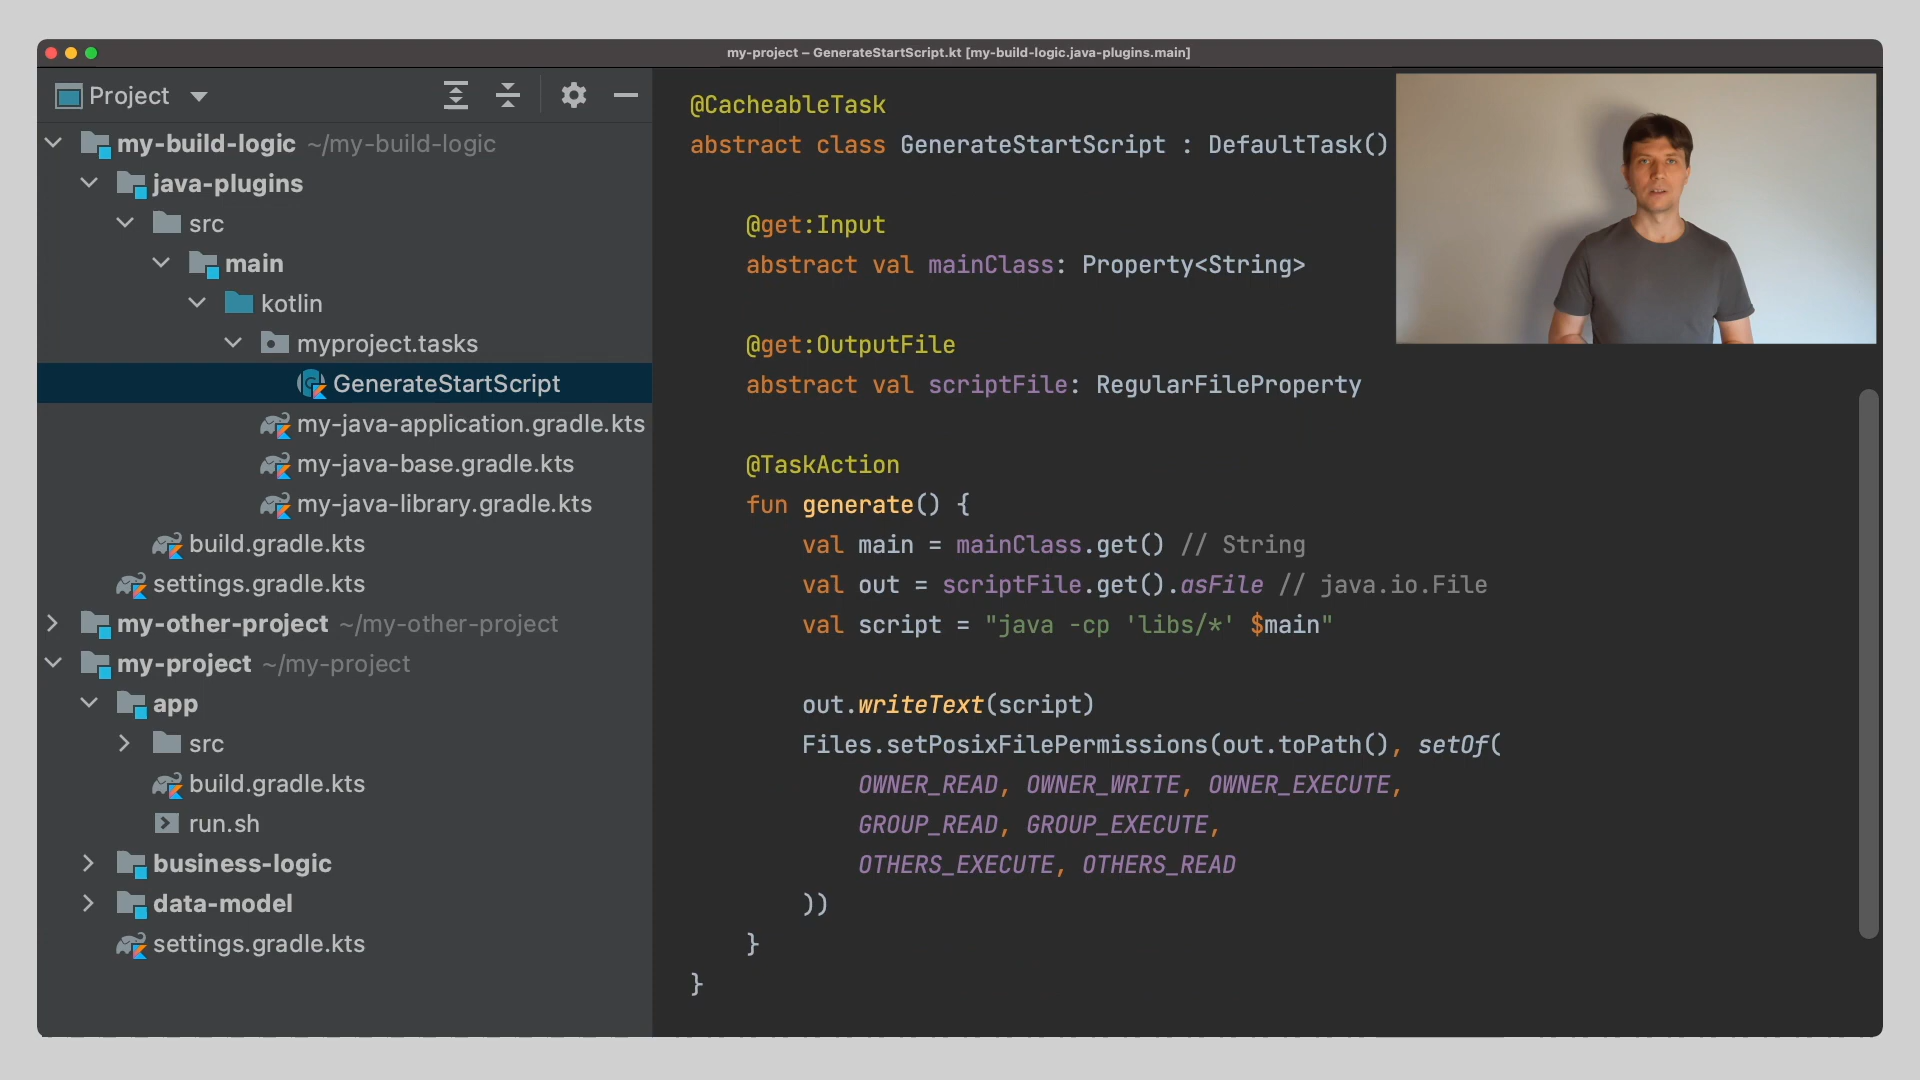 my-project – GenerateStartScript.kt [my-build-logic.java-plugins.main]
Project
my-build-logic ~/my-build-logic
java-plugins
src
main
kotlin
myproject.tasks
GenerateStartScript
my-java-application.gradle.kts
my-java-base.gradle.kts
my-java-library.gradle.kts
build.gradle.kts
settings.gradle.kts
my-other-project ~/my-other-project
my-project ~/my-project
app
src
build.gradle.kts
run.sh
business-logic
data-model
settings.gradle.kts
@CacheableTask
abstract class GenerateStartScript : DefaultTask()
@get:Input
abstract val mainClass: Property<String>
@get:OutputFile
abstract val scriptFile: RegularFileProperty
@TaskAction
fun generate() {
val main = mainClass.get() // String
val out = scriptFile.get().asFile // java.io.File
val script = "java -cp 'libs/*' $main"
out.writeText(script)
Files.setPosixFilePermissions(out.toPath(), setOf(
OWNER_READ, OWNER_WRITE, OWNER_EXECUTE,
GROUP_READ, GROUP_EXECUTE,
OTHERS_EXECUTE, OTHERS_READ
))
}
}